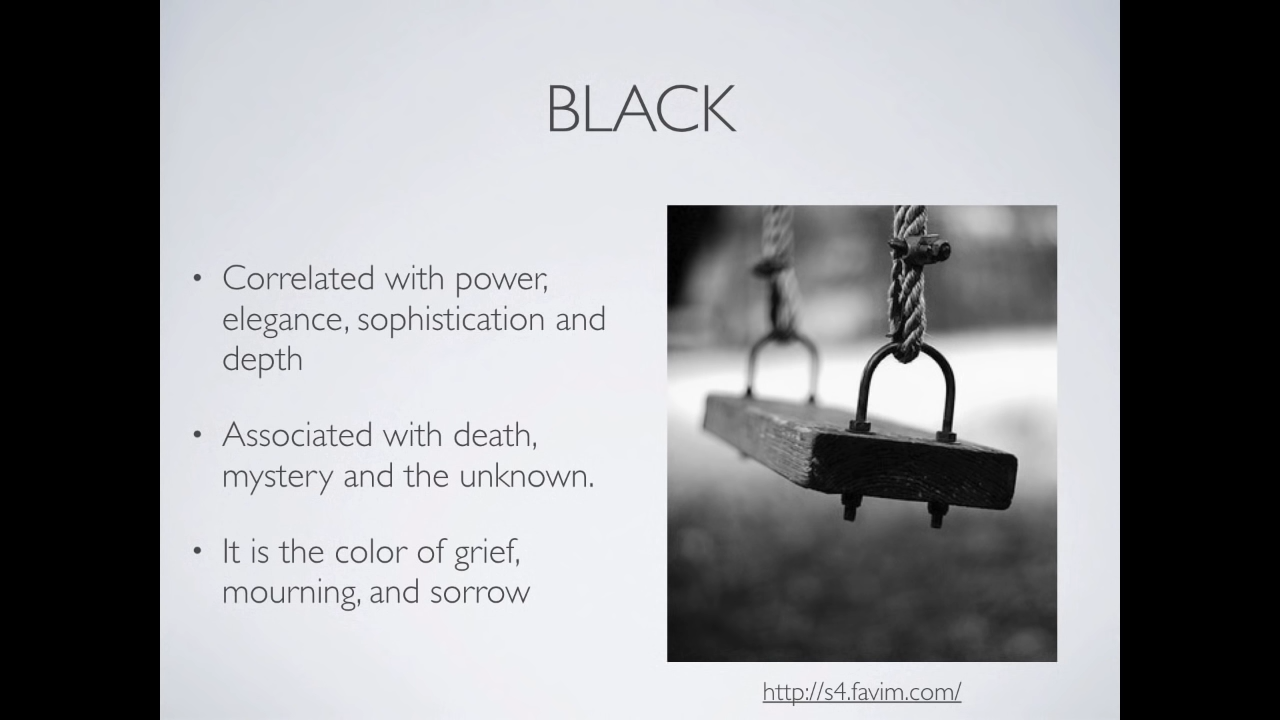 BLACK
• Correlated with power,
elegance, sophistication and
depth
• Associated with death,
mystery and the unknown.
• It is the color of grief,
mourning, and sorrow
http://s4.favim.com/